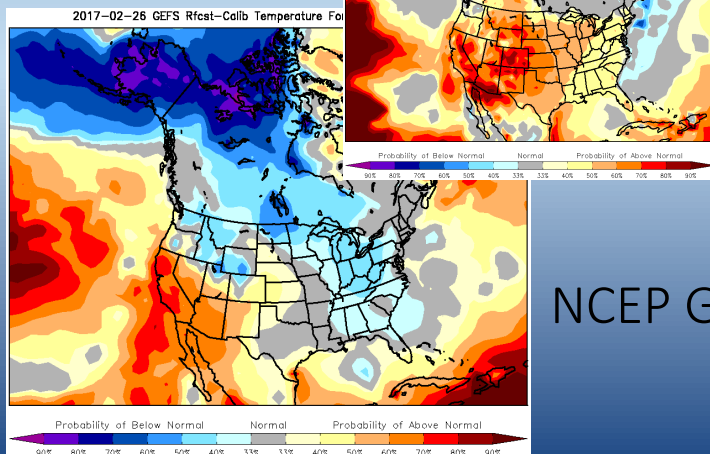 2017-02-26 GEFS Rfcst-Calib Temperature For
Probability of Below Normal Normal Probability of Above Normal
90% 80% 70% 60% 50% 40% 33% 33% 40% 50% 60% 70% 80% 90%
NCEP G
Probability of Below Normal Normal Probability of Above Normal
90% 80% 70% 60% 50% 40% 33% 33% 40% 50% 60% 70% 80% 90%